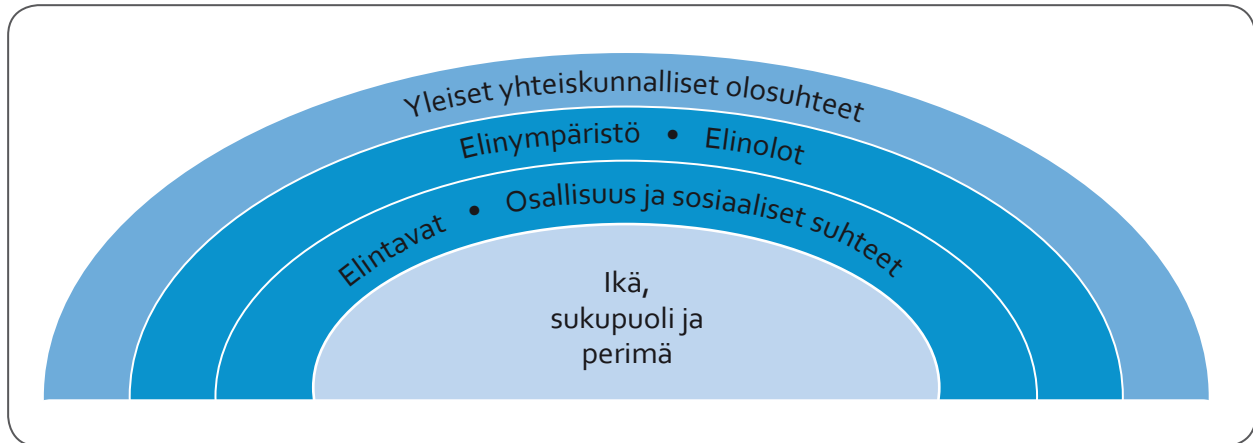 Yleiset yhteiskunnalliset olosuhteet
Elinympäristö • Elinolot
Elintavat • Osallisuus ja sosiaaliset suhteet
Ikä,
sukupuoli ja
perimä